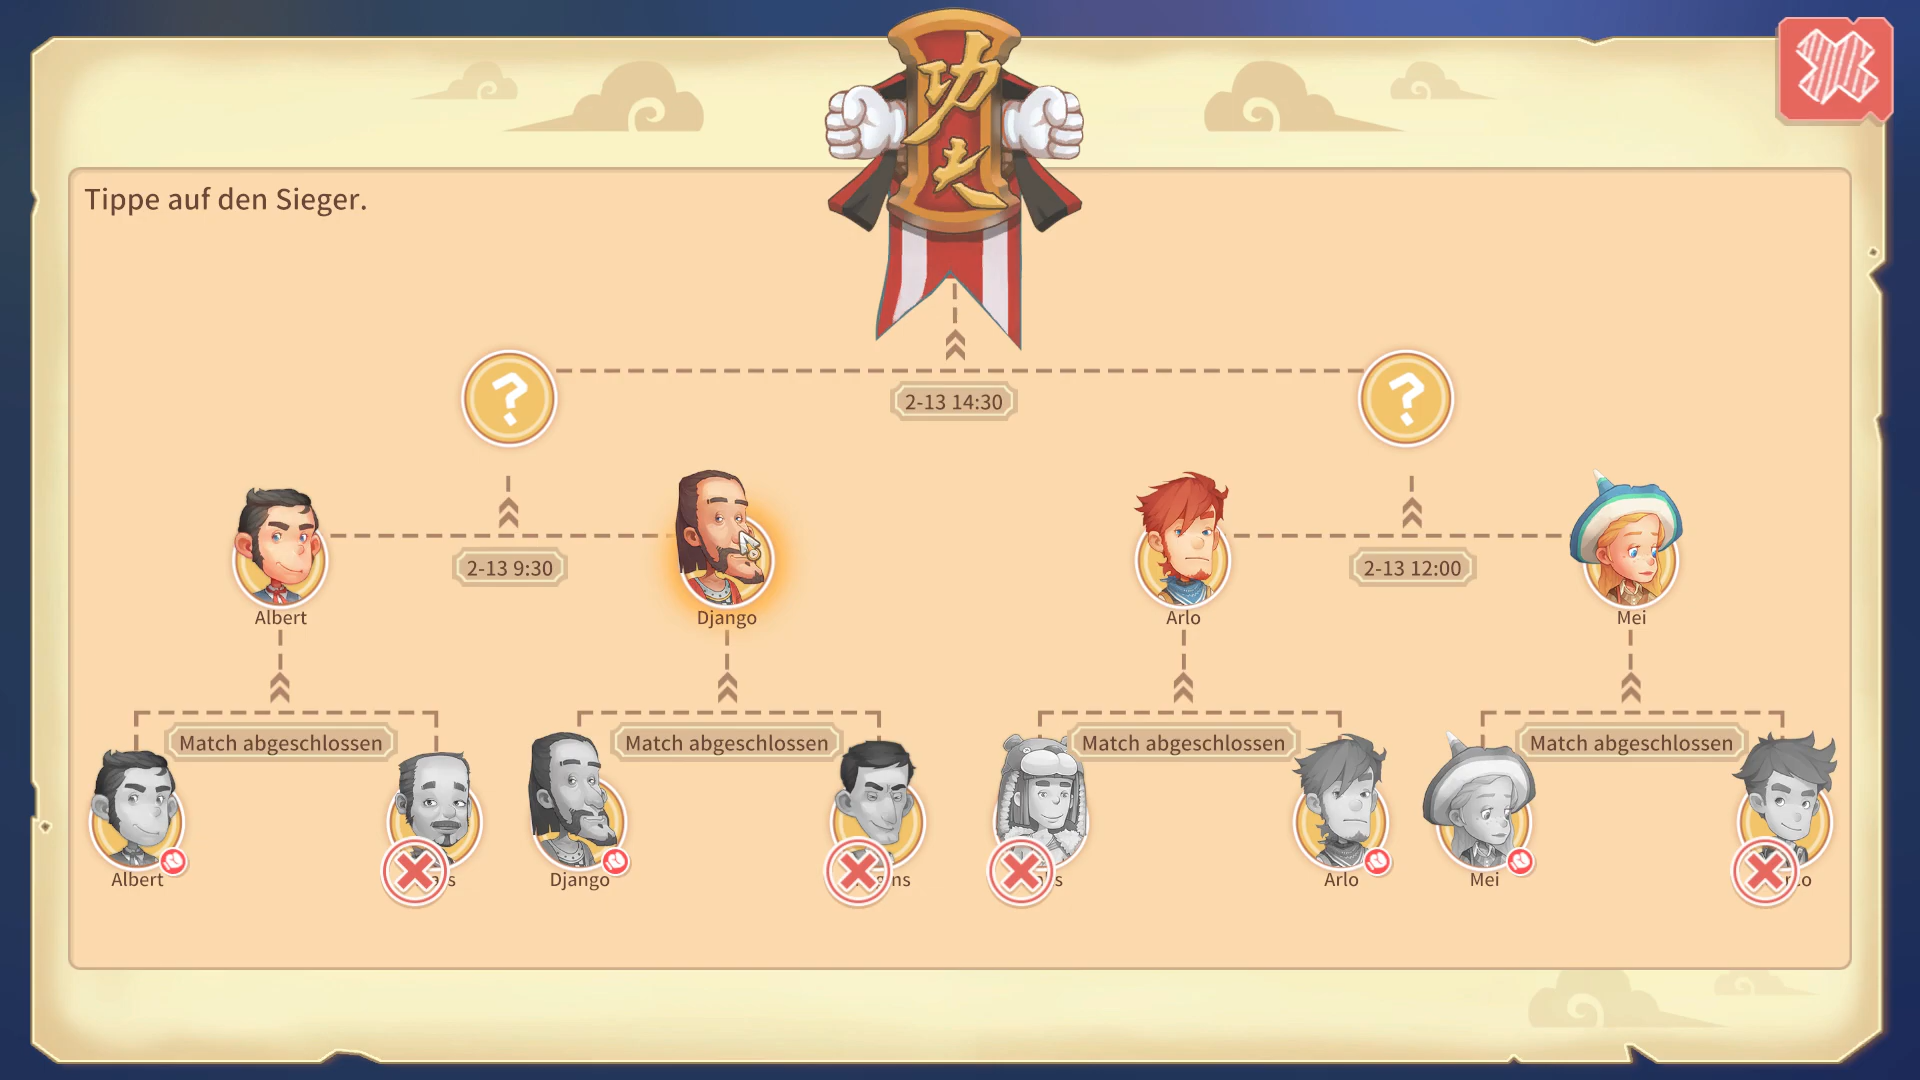 功
夫
Tippe auf den Sieger.
2-13 14:30
2-13 9:30
2-13 12:00
Albert
Django
Arlo
Mei
Match abgeschlossen
Match abgeschlossen
Match abgeschlossen
Match abgeschlossen
Albert
Django
Arlo
Mei